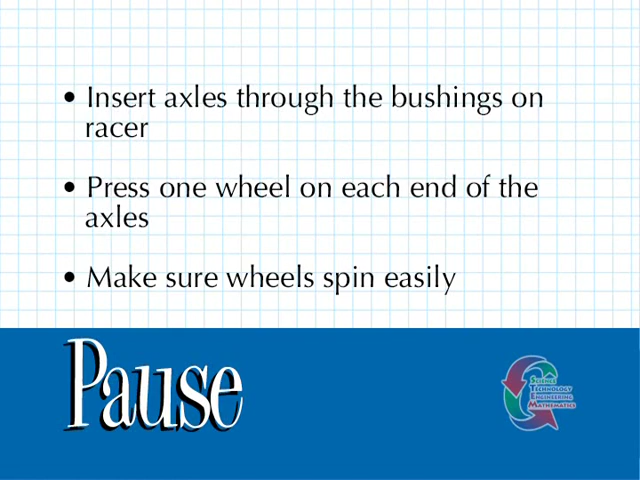 • Insert axles through the bushings on
racer
• Press one wheel on each end of the
axles
• Make sure wheels spin easily
Pause
Science
Technology
Engineering
Mathematics